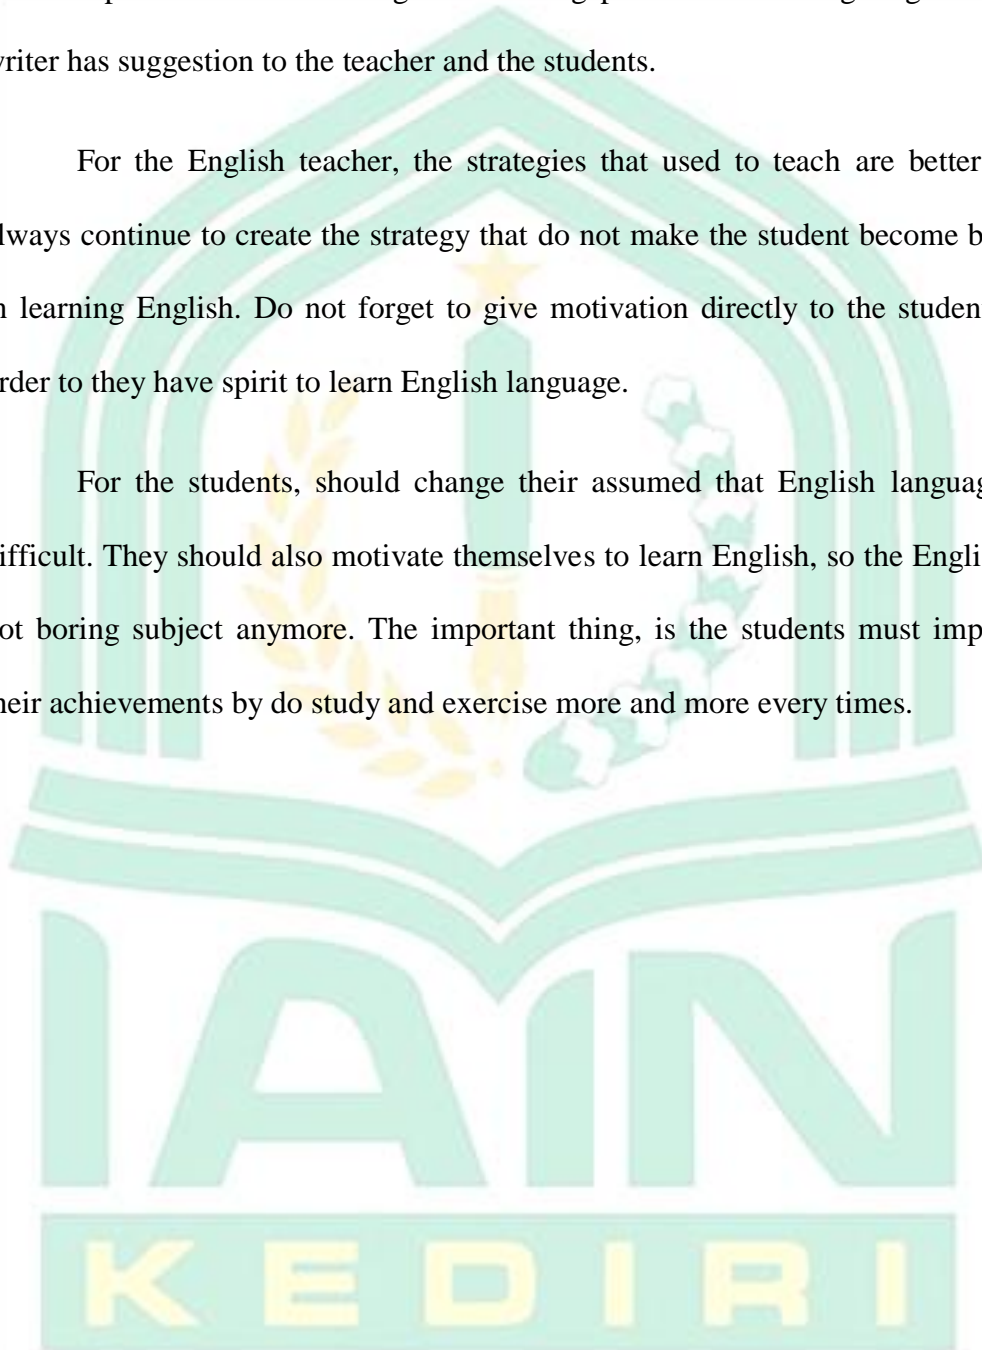 writer has suggestion to the teacher and the students.
For the English teacher, the strategies that used to teach are better
always continue to create the strategy that do not make the student become
learning English. Do not forget to give motivation directly to the
order to they have spirit to learn English language.
For the students, should change their assumed that English
difficult. They should also motivate themselves to learn English, so the
not boring subject anymore. The important thing, is the students must
their achievements by do study and exercise more and more every times.
IAIN
KEDIRI